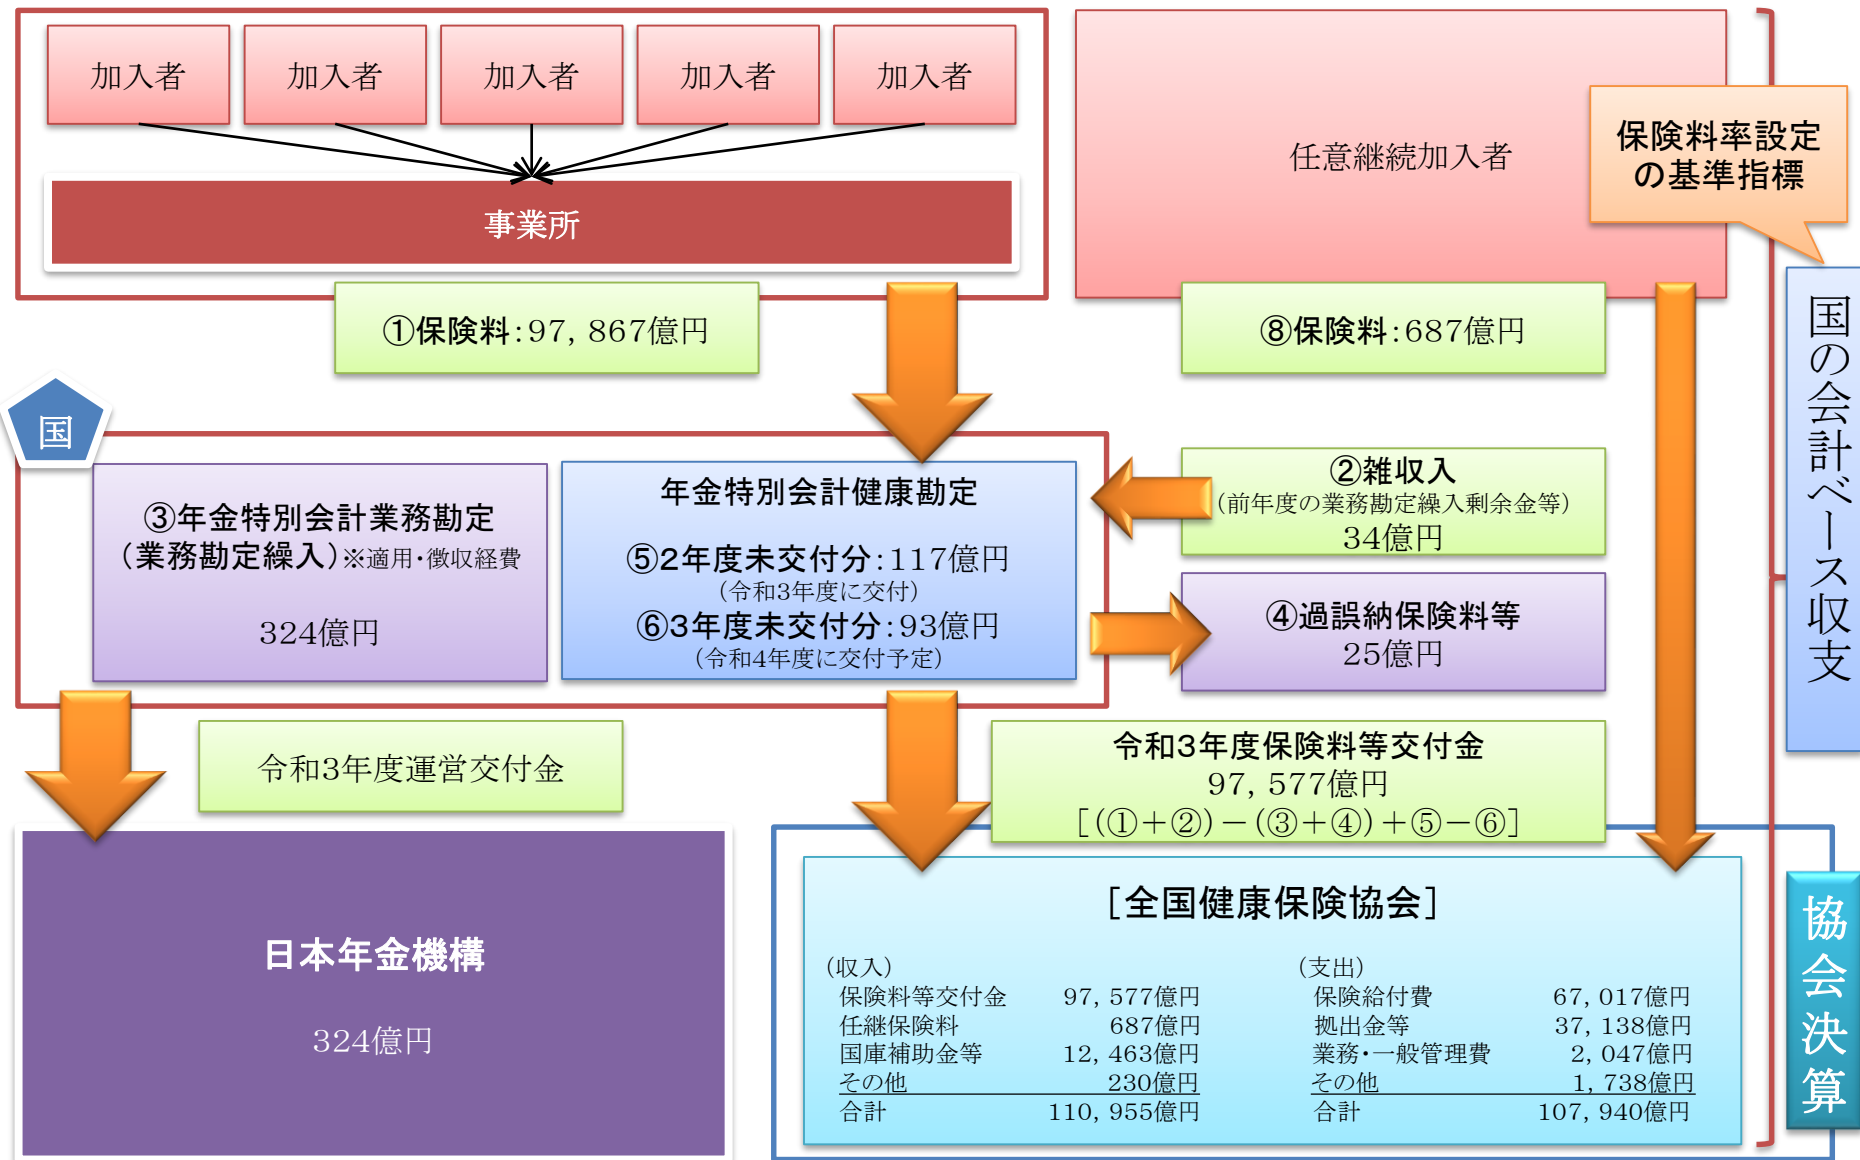 加入者
加入者
加入者
加入者
加入者
事業所
任意継続加入者
保険料率設定
の基準指標
①保険料:97,867億円
⑧保険料:687億円
国の会計ベース収支
国
③年金特別会計業務勘定
(業務勘定繰入)※適用・徴収経費
324億円
年金特別会計健康勘定
⑤2年度未交付分:117億円
(令和3年度に交付)
⑥3年度未交付分:93億円
(令和4年度に交付予定)
②雑収入
(前年度の業務勘定繰入剰余金等)
34億円
④過誤納保険料等
25億円
令和3年度運営交付金
令和3年度保険料等交付金
97,577億円
[(①+②)-(③+④)+⑤-⑥]
日本年金機構
324億円
[全国健康保険協会]
(収入)
保険料等交付金 97,577億円
任継保険料 687億円
国庫補助金等 12,463億円
その他 230億円
合計 110,955億円
(支出)
保険給付費 67,017億円
拠出金等 37,138億円
業務・一般管理費 2,047億円
その他 1,738億円
合計 107,940億円
協会決算